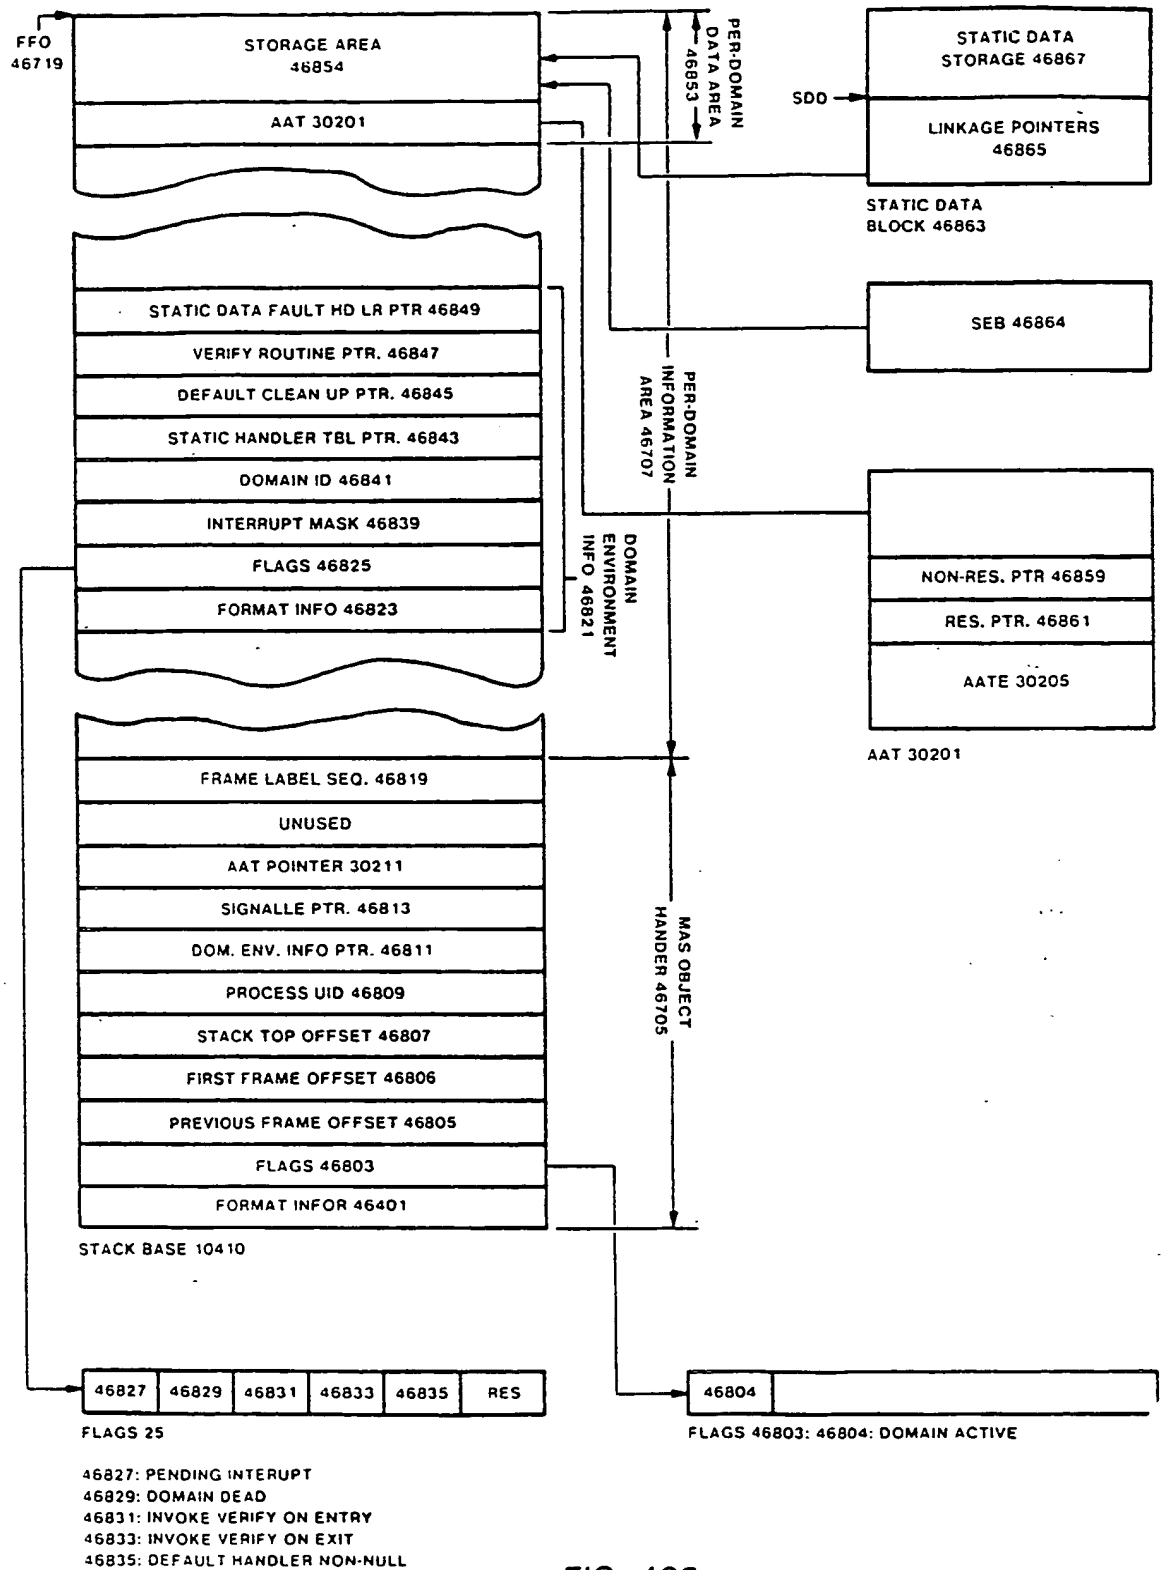 FFO
46719
STORAGE AREA
46854
AAT 30201
PER-DOMAIN
DATA AREA
46853
STATIC DATA
STORAGE 46867
SDD
LINKAGE POINTERS
46865
STATIC DATA
BLOCK 46863
STATIC DATA FAULT HD LR PTR 46849
VERIFY ROUTINE PTR. 46847
DEFAULT CLEAN UP PTR. 46845
STATIC HANDLER TBL PTR. 46843
DOMAIN ID 46841
INTERRUPT MASK 46839
FLAGS 46825
FORMAT INFO 46823
DOMAIN
ENVIRONMENT
INFO 46821
PER-DOMAIN
INFORMATION
AREA 46707
SEB 46864
NON-RES. PTR 46859
RES. PTR. 46861
AATE 30205
AAT 30201
FRAME LABEL SEQ. 46819
UNUSED
AAT POINTER 30211
SIGNALLE PTR. 46813
DOM. ENV. INFO PTR. 46811
PROCESS UID 46809
STACK TOP OFFSET 46807
FIRST FRAME OFFSET 46806
PREVIOUS FRAME OFFSET 46805
FLAGS 46803
FORMAT INFOR 46401
MAS OBJECT
HANDER 46705
STACK BASE 10410
46827 46829 46831 46833 46835 RES
FLAGS 25
46804
FLAGS 46803: 46804: DOMAIN ACTIVE
46827: PENDING INTERUPT
46829: DOMAIN DEAD
46831: INVOKE VERIFY ON ENTRY
46833: INVOKE VERIFY ON EXIT
46835: DEFAULT HANDLER NON-NULL